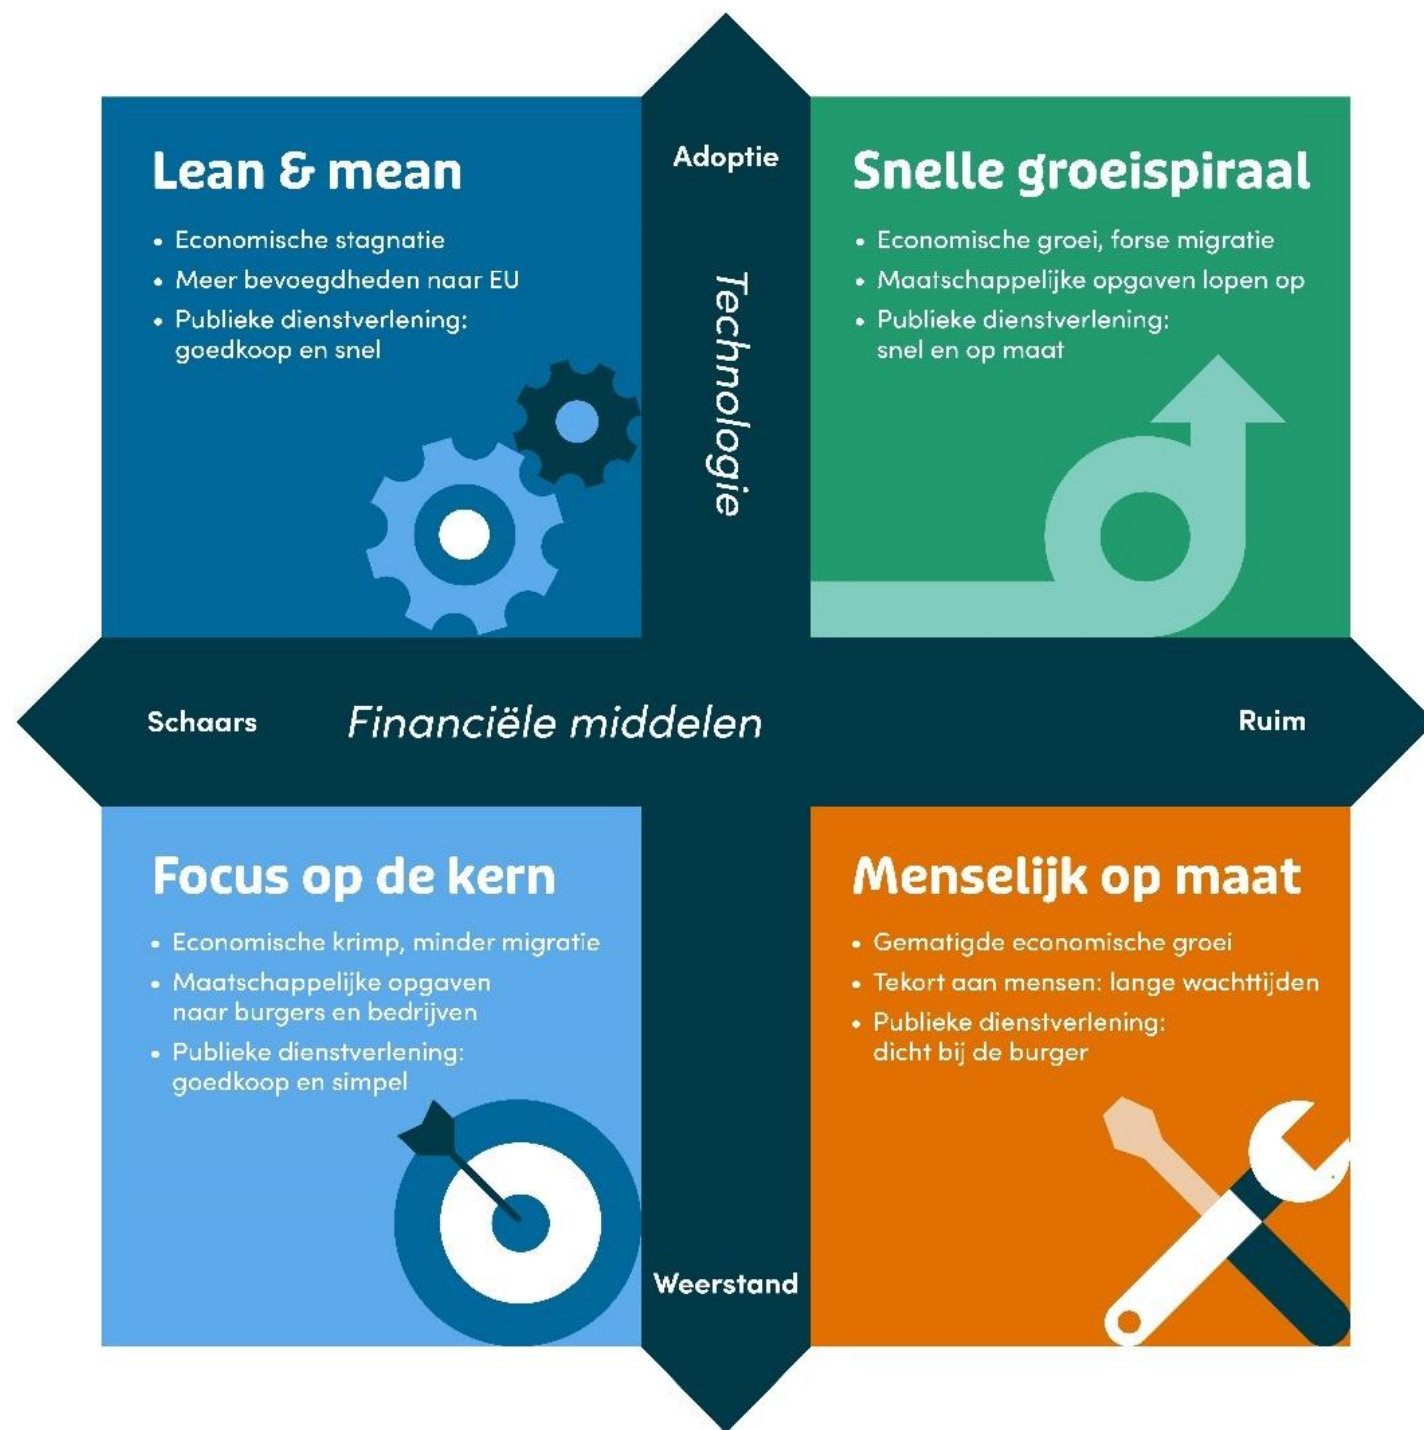 Adoptie
Technologie
Lean & mean
• Economische stagnatie
• Meer bevoegdheden naar EU
• Publieke dienstverlening:
goedkoop en snel
Snelle groeispiraal
• Economische groei, forse migratie
• Maatschappelijke opgaven lopen op
• Publieke dienstverlening:
snel en op maat
Schaars
Financiële middelen
Ruim
Focus op de kern
• Economische krimp, minder migratie
• Maatschappelijke opgaven
naar burgers en bedrijven
• Publieke dienstverlening:
goedkoop en simpel
Menselijk op maat
• Gematigde economische groei
• Tekort aan mensen: lange wachttijden
• Publieke dienstverlening:
dicht bij de burger
Weerstand